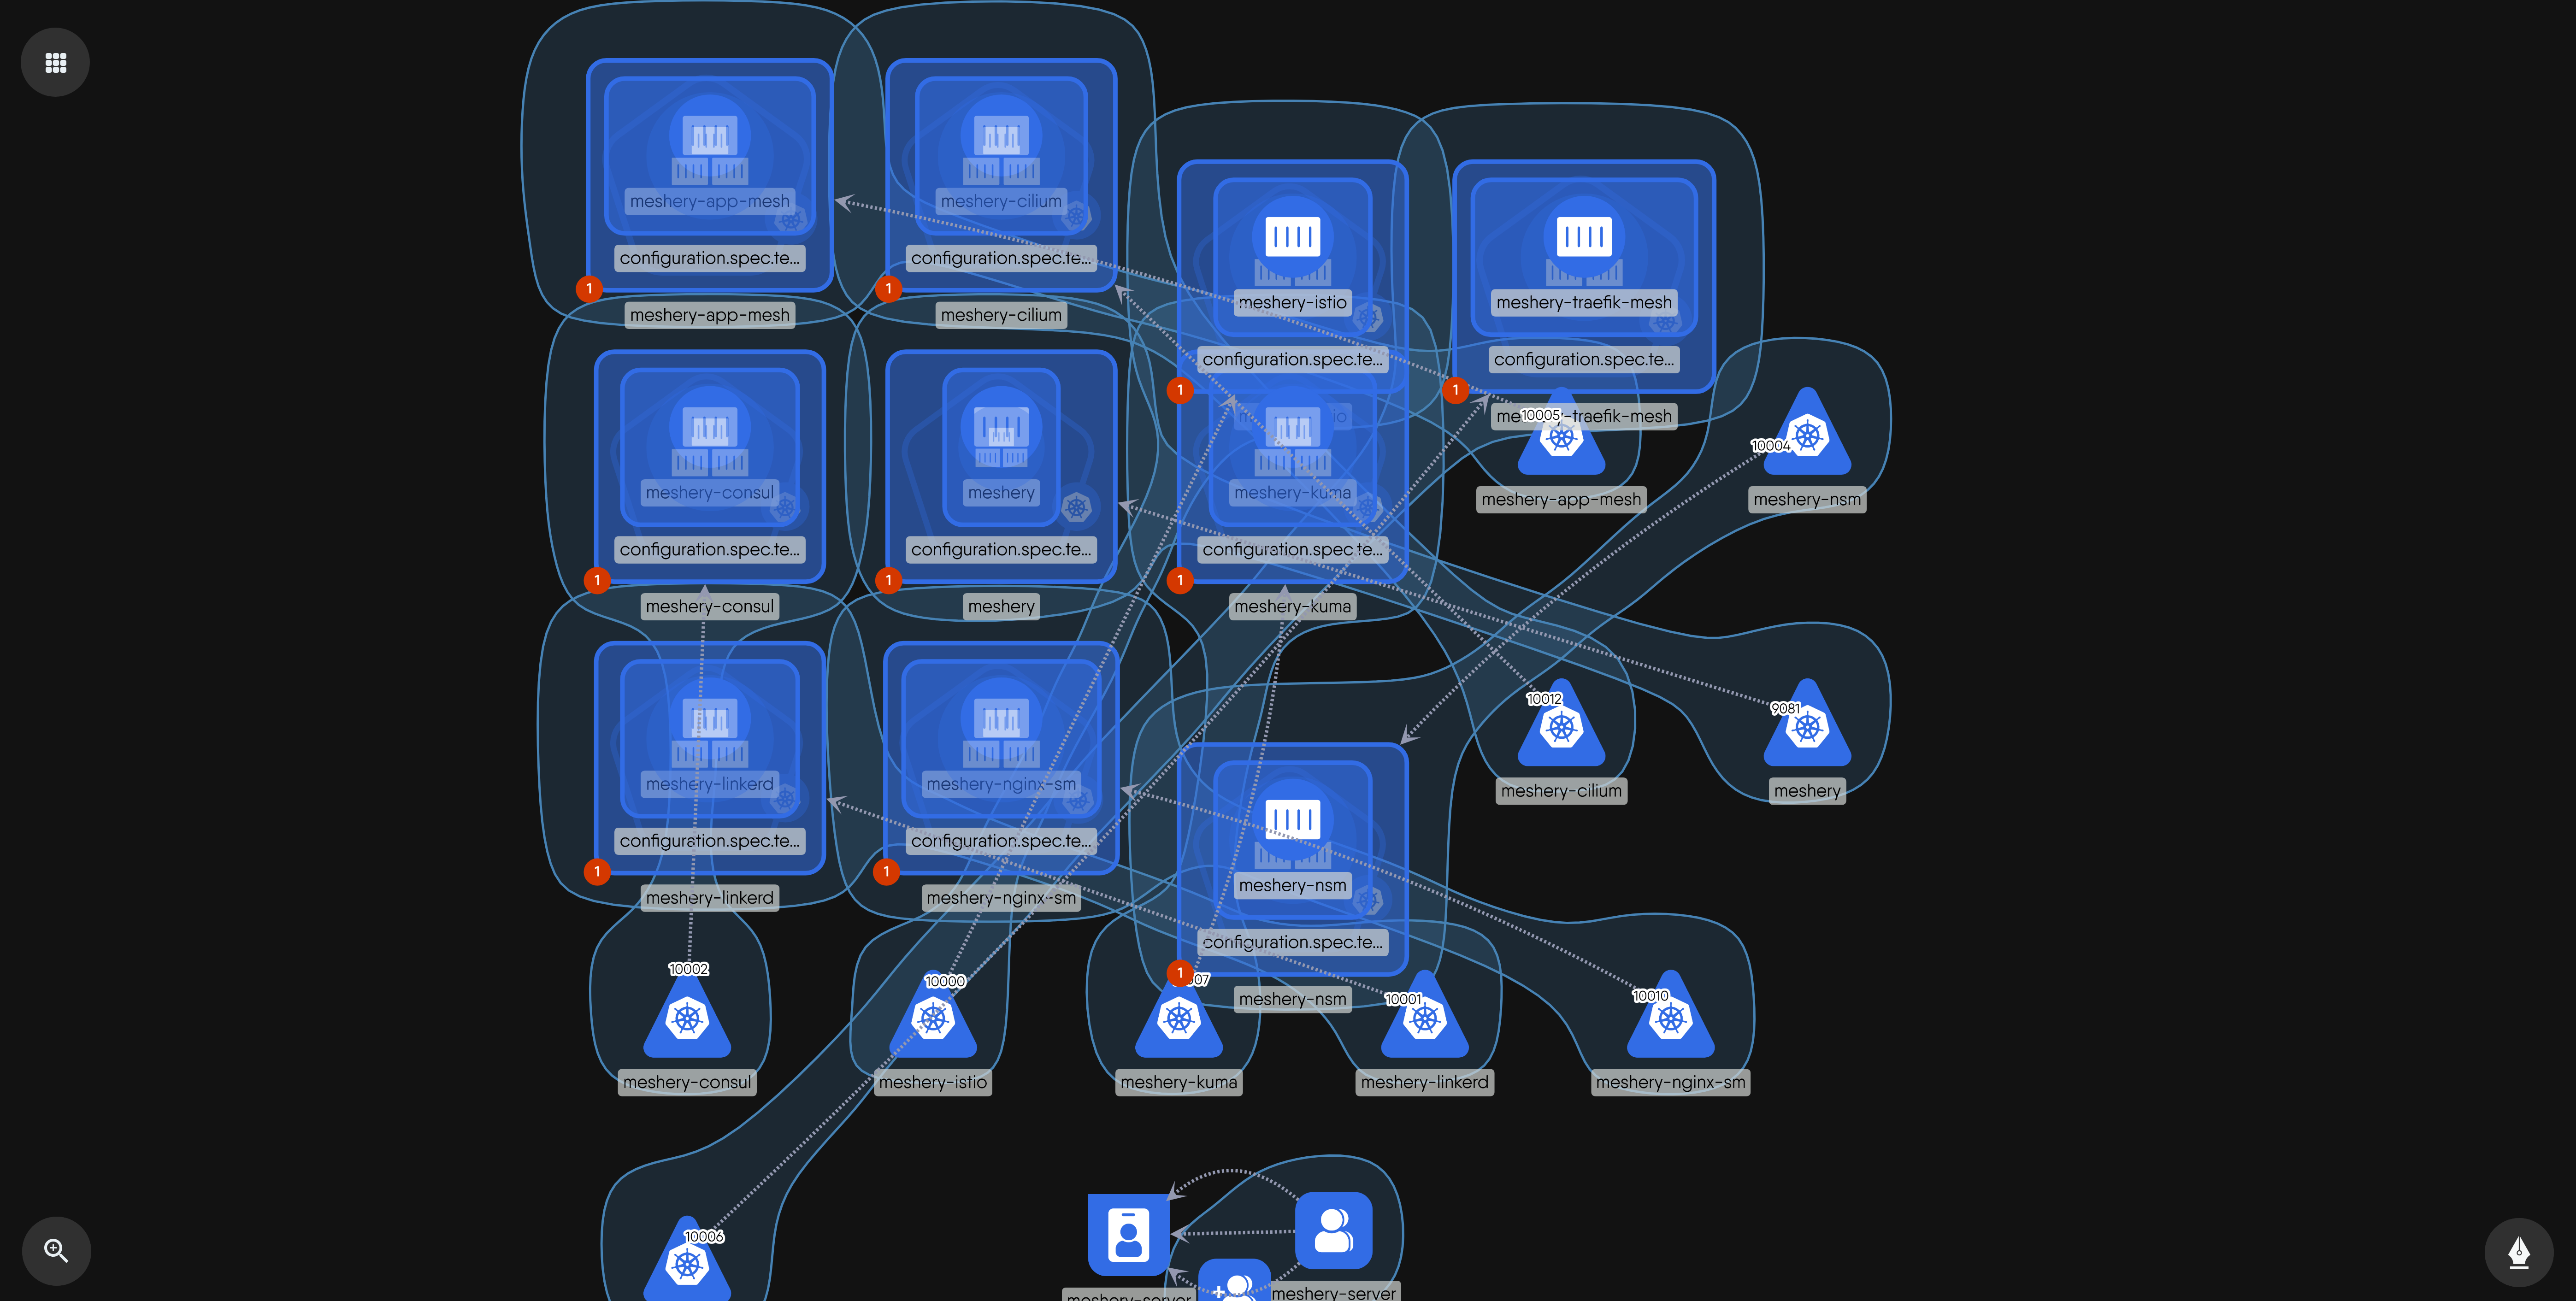 meshery-app-mesh
configuration.spec.te...
1
meshery-app-mesh
meshery-cilium
configuration.spec.te...
1
meshery-cilium
meshery-istio
configuration.spec.te...
1
meshery-traefik-mesh
configuration.spec.te...
1
meshery-traefik-mesh
10005
meshery-app-mesh
10004
meshery-nsm
meshery-consul
configuration.spec.te...
1
meshery-consul
meshery
configuration.spec.te...
1
meshery
meshery-kuma
configuration.spec.te...
1
meshery-kuma
10012
meshery-cilium
9081
meshery
meshery-linkerd
configuration.spec.te...
1
meshery-linkerd
meshery-nginx-sm
configuration.spec.te...
1
meshery-nginx-sm
meshery-nsm
configuration.spec.te...
1
meshery-nsm
10002
meshery-consul
10000
meshery-istio
07
meshery-kuma
10001
meshery-linkerd
10010
meshery-nginx-sm
10006
meshery-server
meshery-server